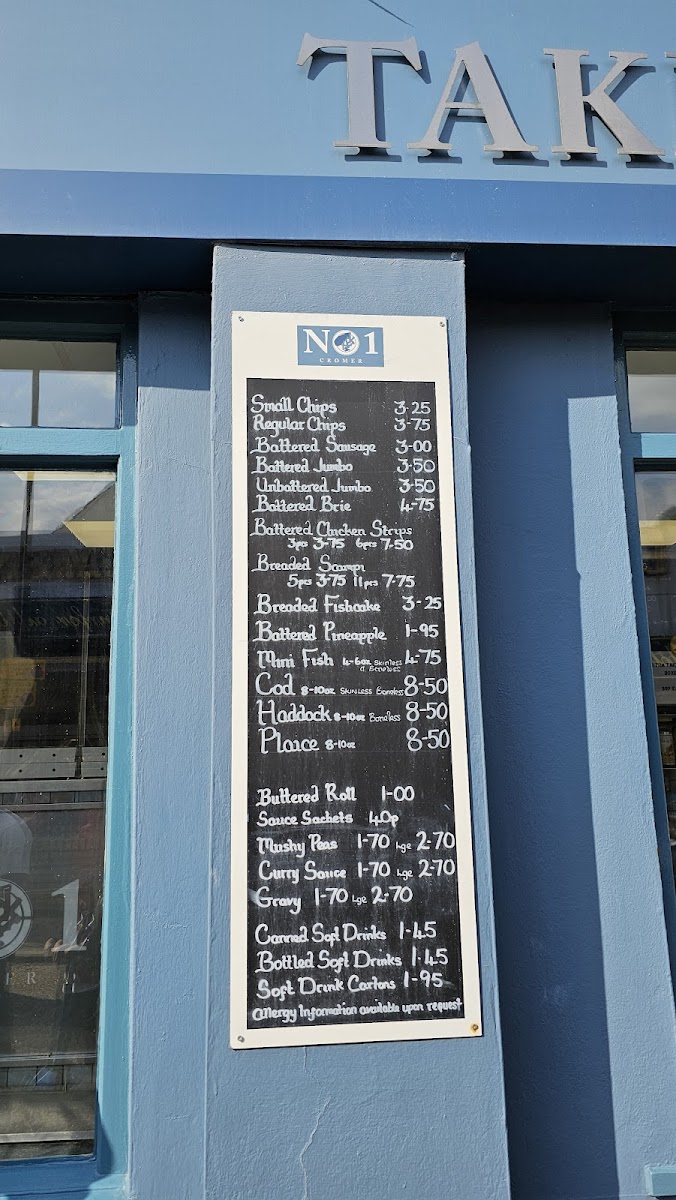 TAK
NO1
CROMER
Small Chips 3-25
Regular Chips 3-75
Battered Sausage 3-00
Battered Jumbo 3-50
Unbattered Jumbo 3-50
Battered Brie 4-75
Battered Chicken Strips
3pcs 3-75 6pcs 7-50
Breaded Scampi
5pcs 3-75 11pcs 7-75
Breaded Fishcake 3-25
Battered Pineapple 1-95
Mini Fish 4-6oz Skinless & Boneless 4-75
Cod 8-10oz Skinless Boneless 8-50
Haddock 8-10oz Boneless 8-50
Plaice 8-10oz 8-50
Buttered Roll 1-00
Sauce Sachets 40p
Mushy Peas 1-70 Lge 2-70
Curry Sauce 1-70 Lge 2-70
Gravy 1-70 Lge 2-70
Canned Soft Drinks 1-45
Bottled Soft Drinks 1-45
Soft Drink Cartons 1-95
Allergy Information available upon request
1